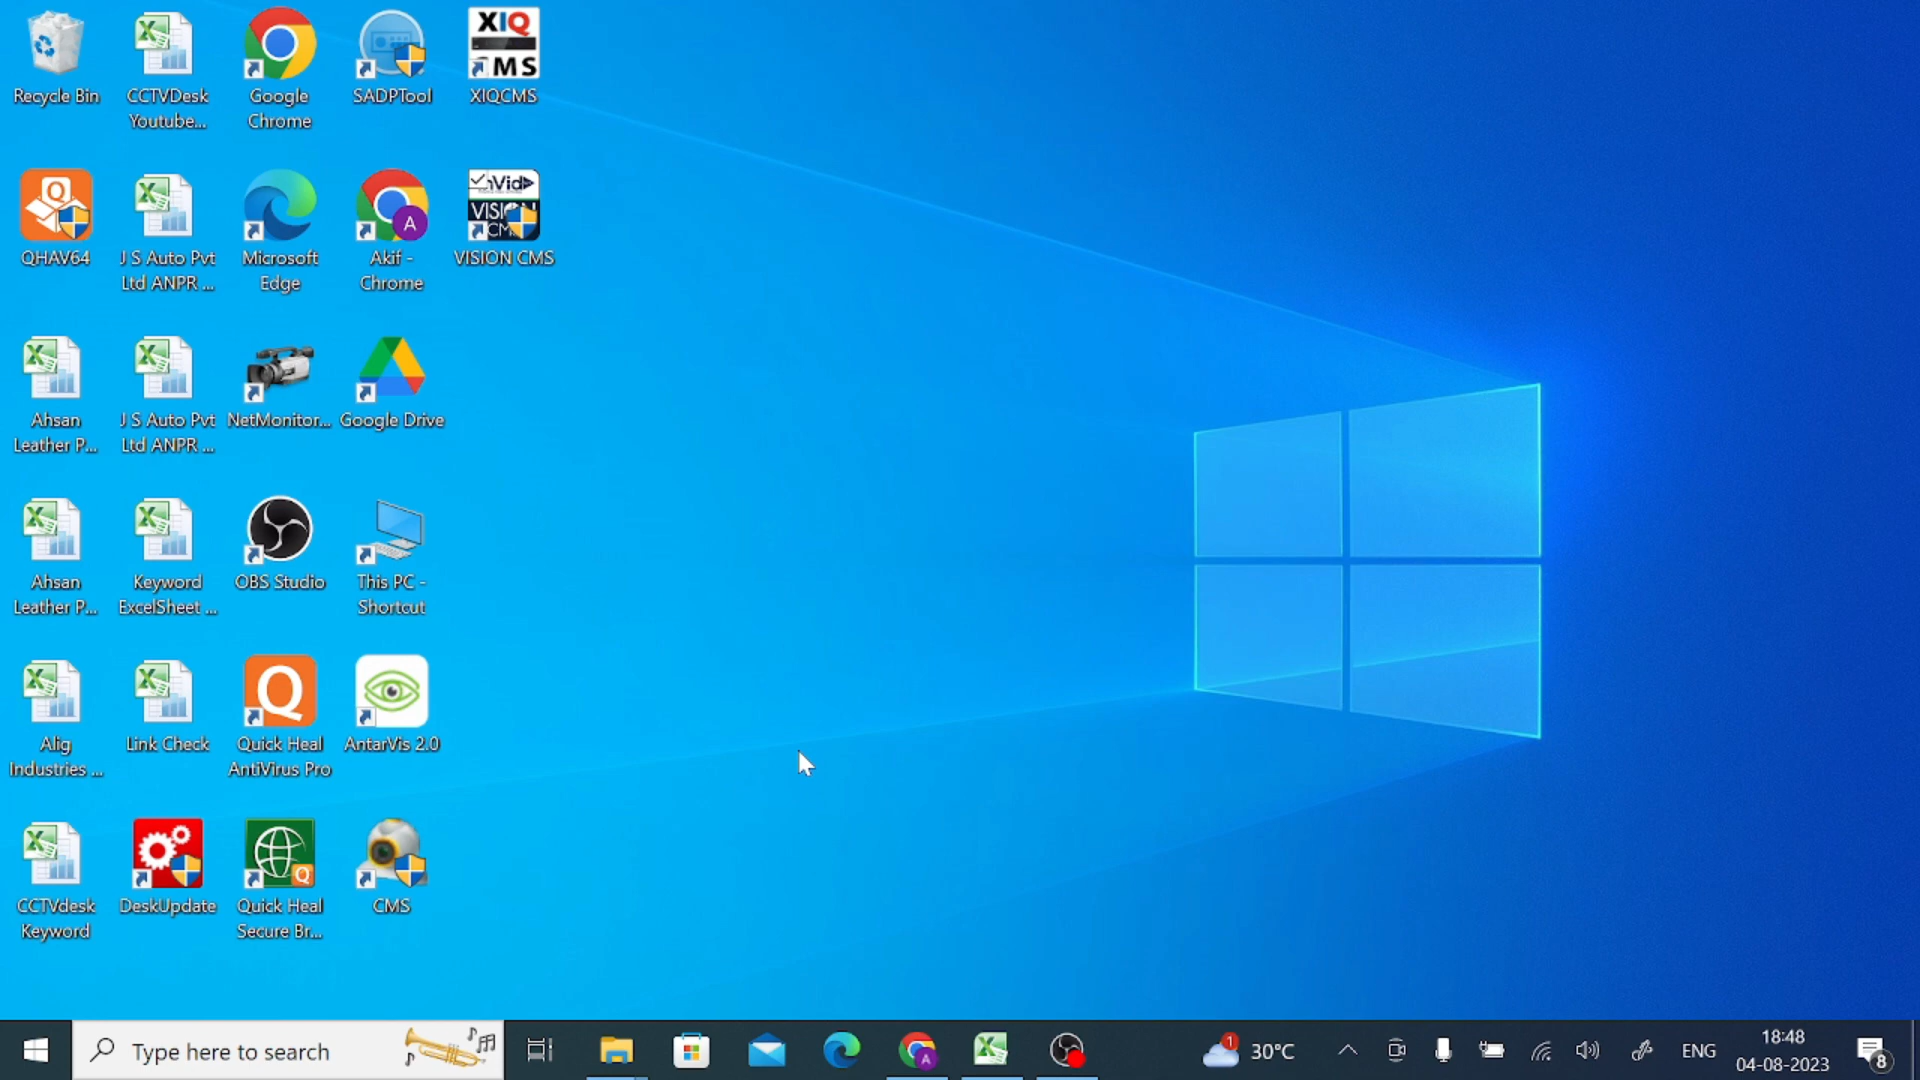 XIQ
MS
Recycle Bin
CCTVDesk
Youtube...
Google
Chrome
SADPTool
XIQCMS
Q
A
VISION CMS
QHAV64
J S Auto Pvt
Ltd ANPR ...
Microsoft
Edge
Akif -
Chrome
Ahsan
Leather P...
J S Auto Pvt
Ltd ANPR ...
NetMonitor...
Google Drive
Ahsan
Leather P...
Keyword
ExcelSheet ...
OBS Studio
This PC -
Shortcut
Q
Alig
Industries ...
Link Check
Quick Heal
AntiVirus Pro
AntarVis 2.0
Q
CCTVdesk
Keyword
DeskUpdate
Quick Heal
Secure Br...
CMS
Type here to search
A
1
30°C
ENG
18:48
04-08-2023
8